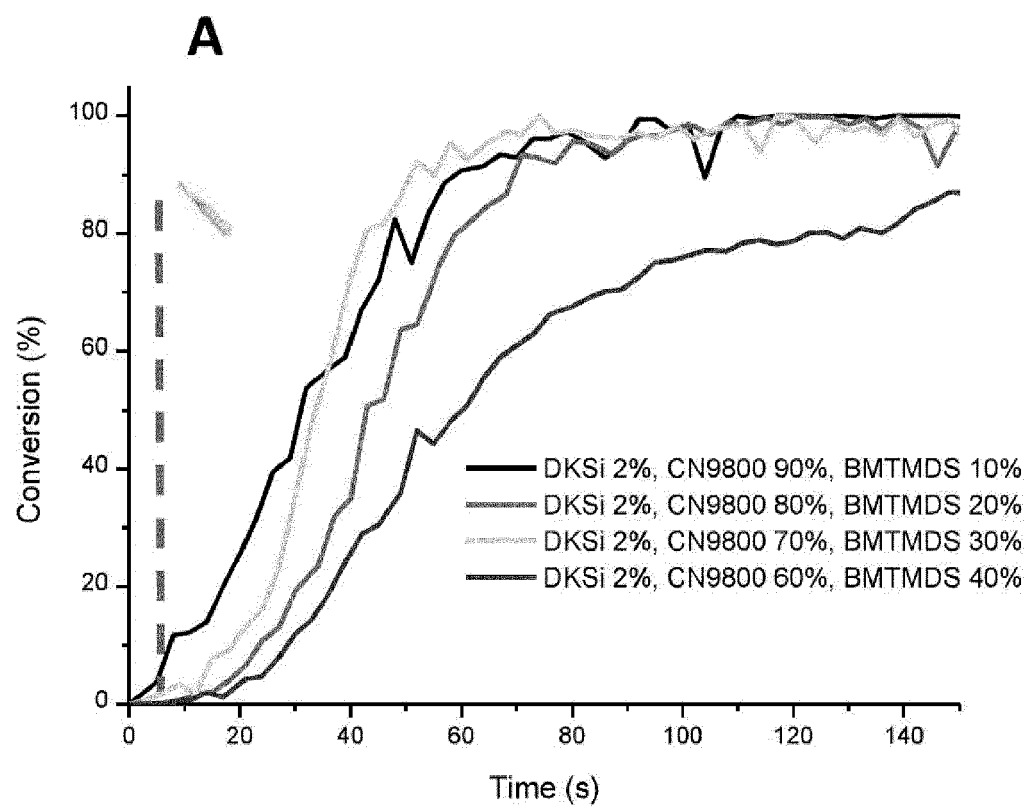 A
100
80
60
40
20
0
Conversion (%)
DKSi 2%, CN9800 90%, BMTMDS 10%
DKSi 2%, CN9800 80%, BMTMDS 20%
DKSi 2%, CN9800 70%, BMTMDS 30%
DKSi 2%, CN9800 60%, BMTMDS 40%
0 20 40 60 80 100 120 140
Time (s)